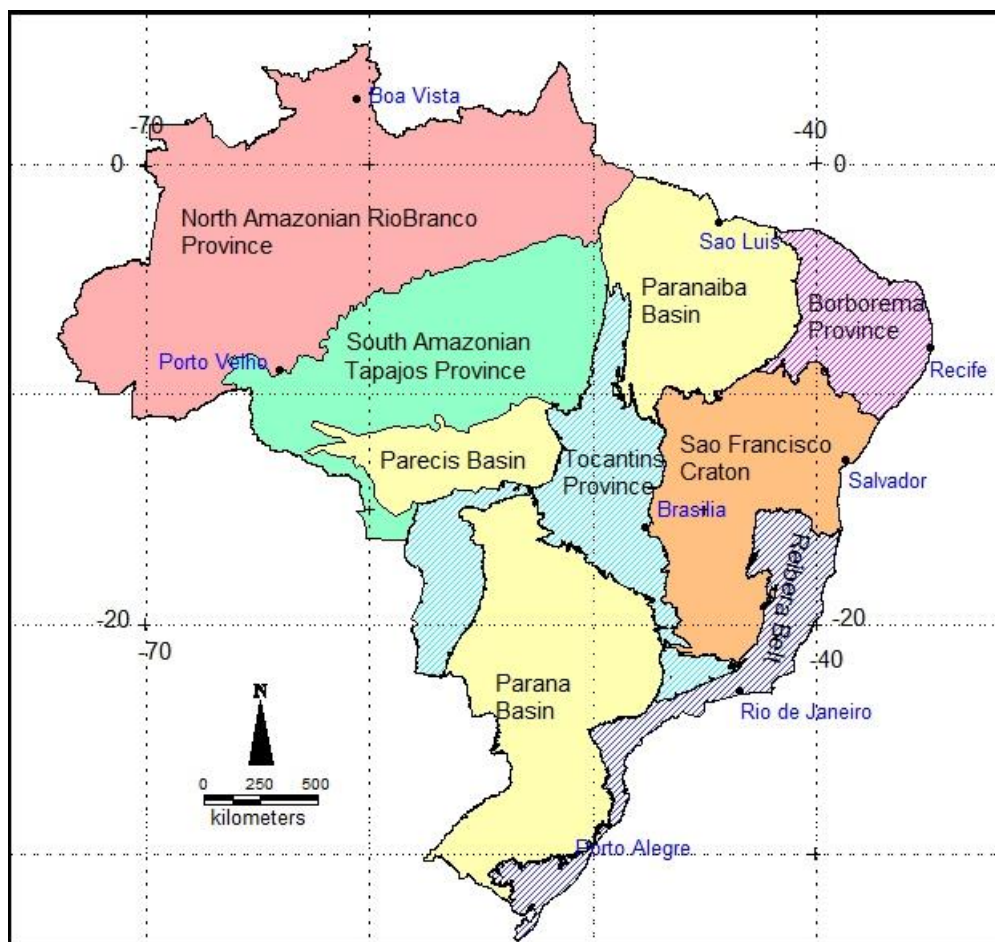 Boa Vista
-70
-40
0
0
North Amazonian RioBranco
Province
Sao Luis
Paranaiba
Basin
Borborema
Province
South Amazonian
Tapajos Province
Porto Velho
Recife
Parecis Basin
Tocantins
Province
Sao Francisco
Craton
Salvador
Brasilia
Reibera Belt
-20
-20
-70
-40
Parana
Basin
N
Rio de Janeiro
0 250 500
kilometers
Porto Alegre